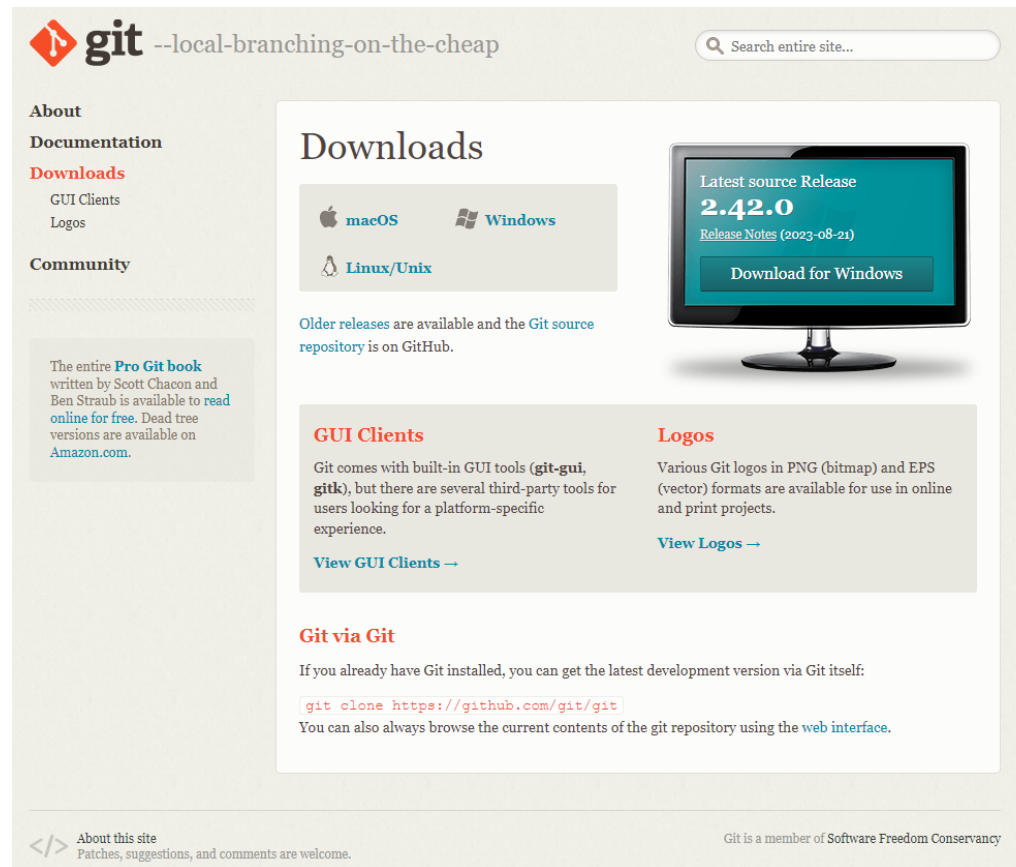 git --local-branching-on-the-cheap
Search entire site...
About
Documentation
Downloads
GUI Clients
Logos
Community
The entire Pro Git book
written by Scott Chacon and
Ben Straub is available to read
online for free. Dead tree
versions are available on
Amazon.com.
Downloads
macOS
Windows
Linux/Unix
Older releases are available and the Git source
repository is on GitHub.
Latest source Release
2.42.0
Release Notes (2023-08-21)
Download for Windows
GUI Clients
Git comes with built-in GUI tools (git-gui,
gitk), but there are several third-party tools for
users looking for a platform-specific
experience.
View GUI Clients →
Logos
Various Git logos in PNG (bitmap) and EPS
(vector) formats are available for use in online
and print projects.
View Logos →
Git via Git
If you already have Git installed, you can get the latest development version via Git itself:
git clone https://github.com/git/git
You can also always browse the current contents of the git repository using the web interface.
</> About this site
Patches, suggestions, and comments are welcome.
Git is a member of Software Freedom Conservancy